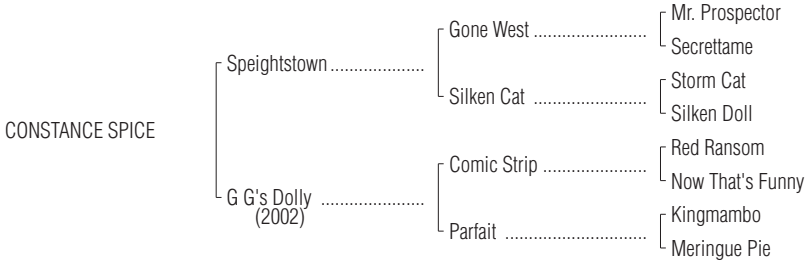 Mr. Prospector
Gone West ........................
Secrettame
Speightstown ....................
Storm Cat
Silken Cat ........................
Silken Doll
CONSTANCE SPICE
Red Ransom
Comic Strip ......................
Now That's Funny
G G's Dolly ......................
(2002)
Kingmambo
Parfait ..............................
Meringue Pie